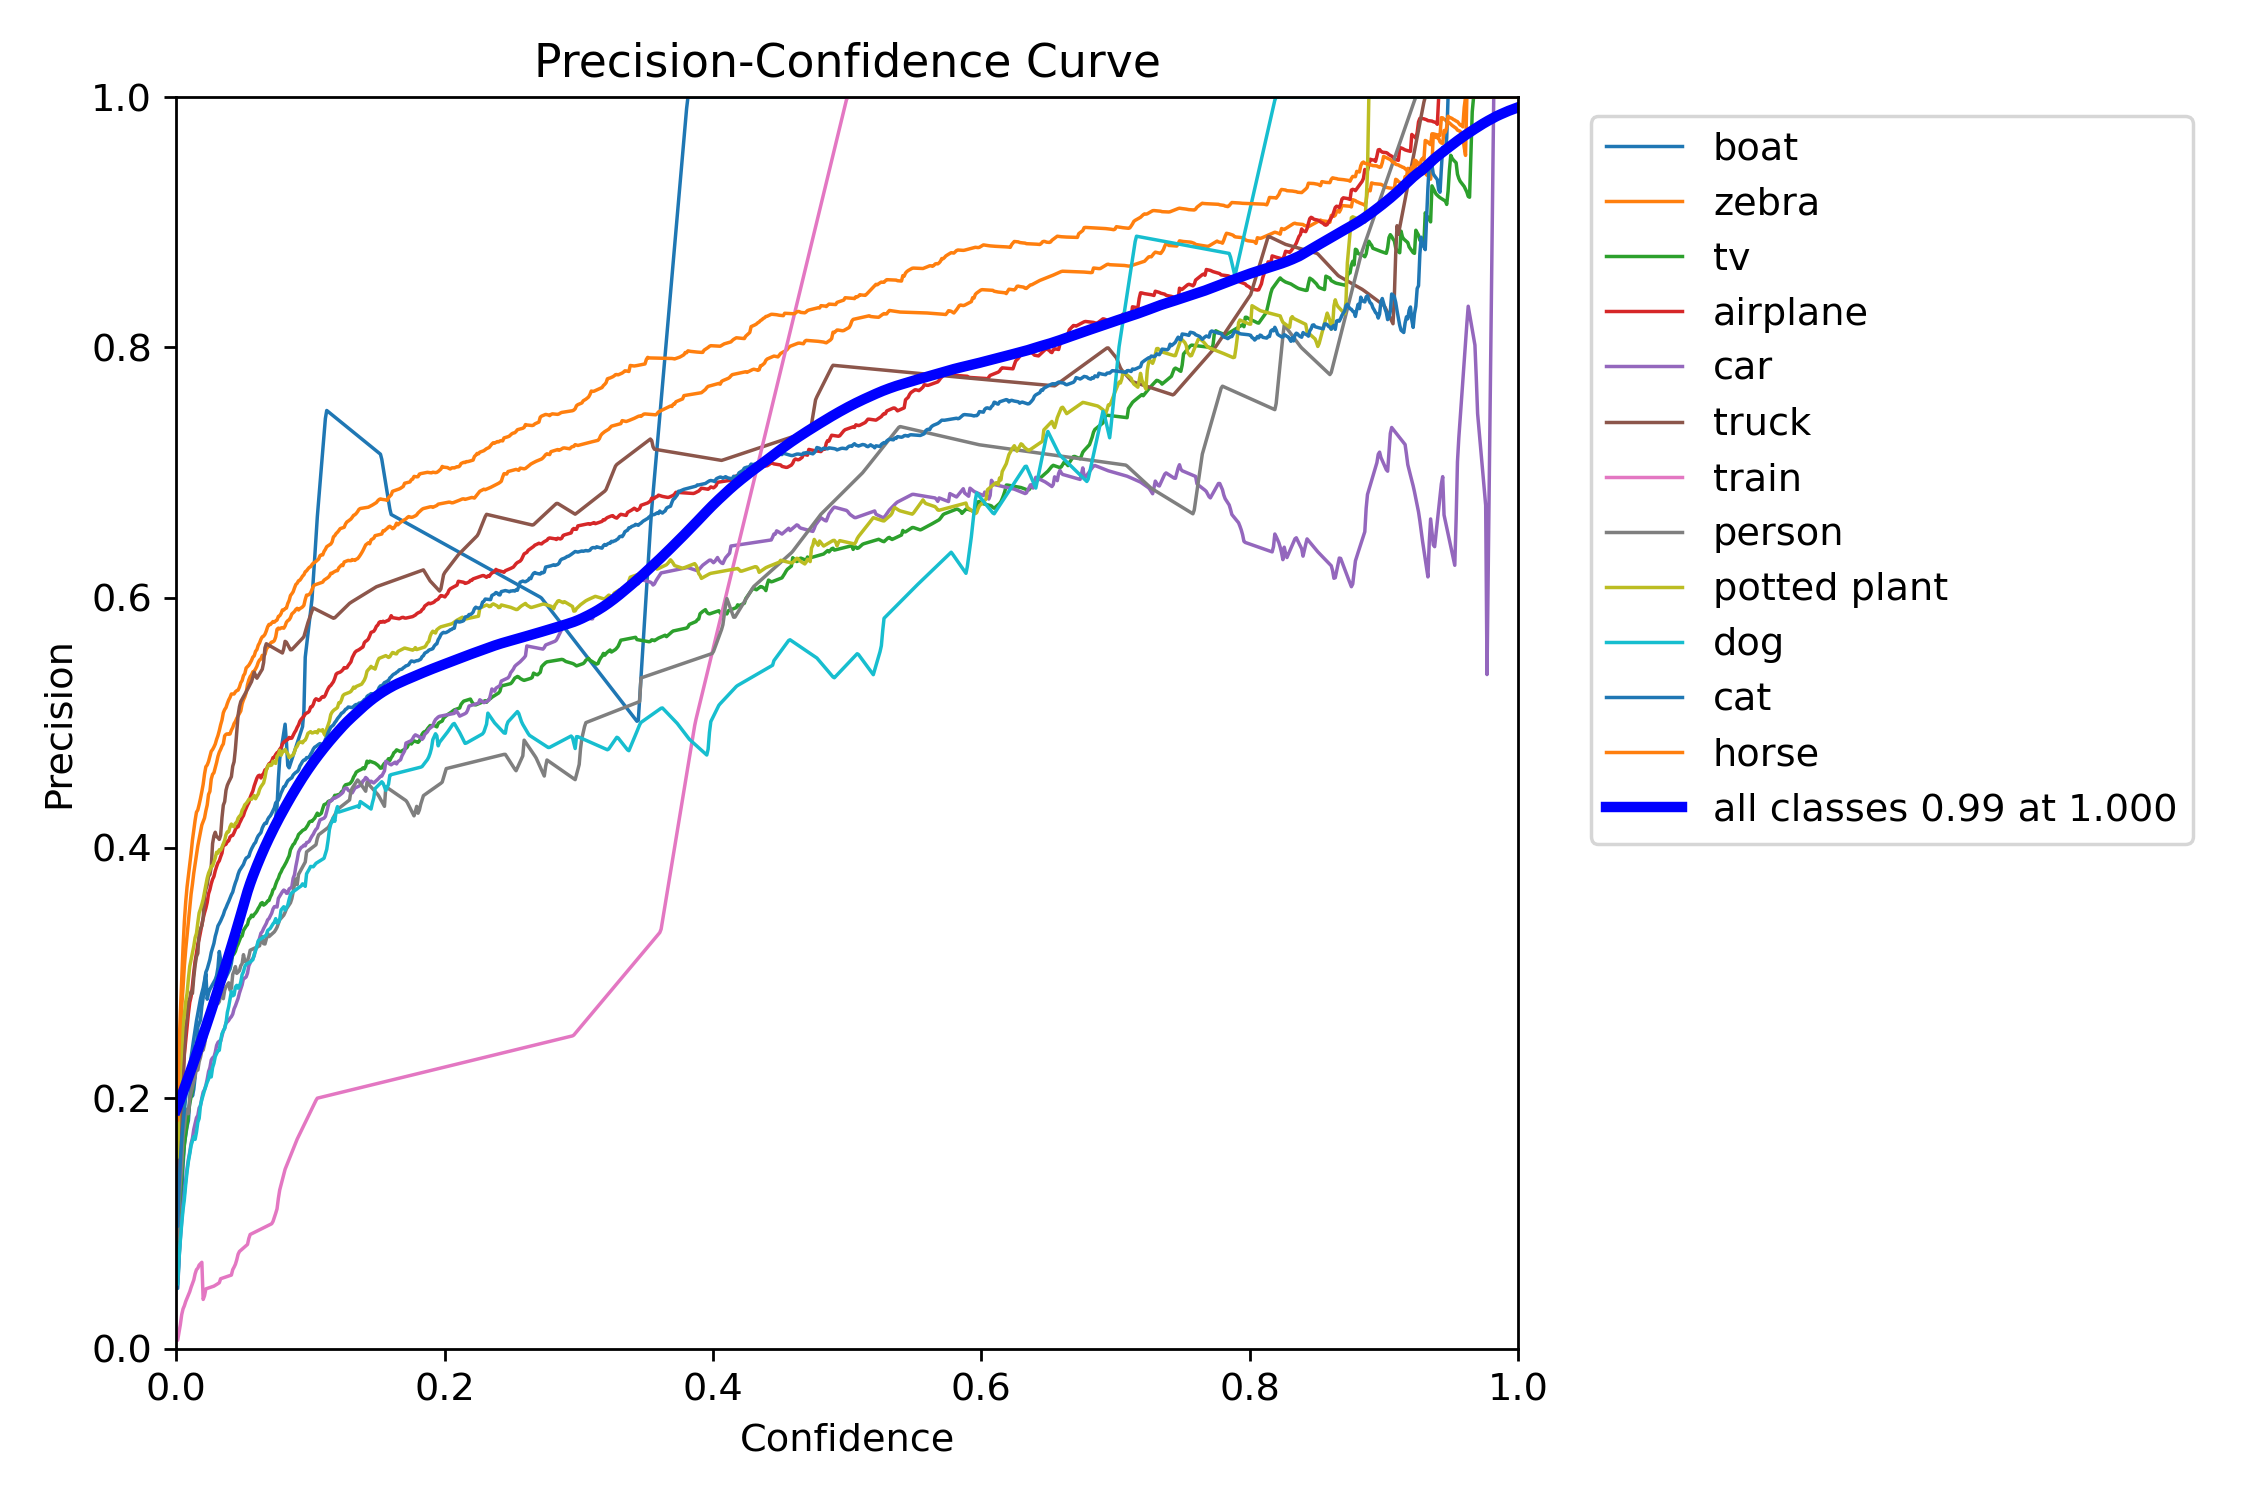 Precision-Confidence Curve
1.0
0.8
0.6
0.4
0.2
0.0
Precision
0.0 0.2 0.4 0.6 0.8 1.0
Confidence
boat
zebra
tv
airplane
car
truck
train
person
potted plant
dog
cat
horse
all classes 0.99 at 1.000